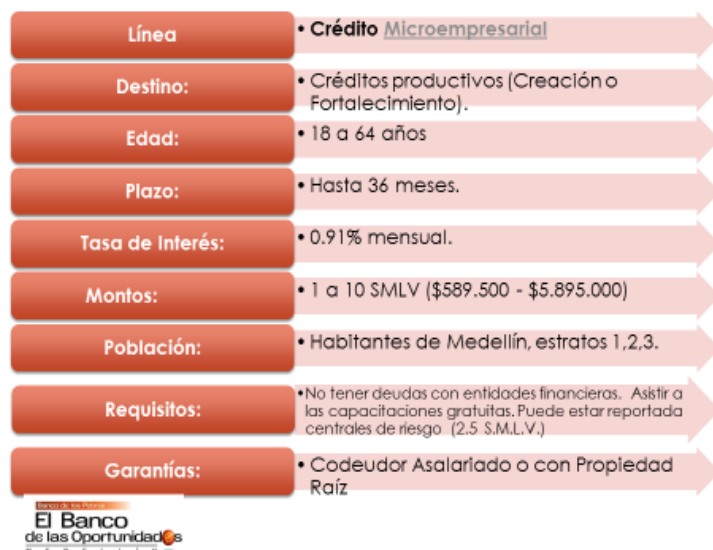 Línea
• Crédito Microempresarial
Destino:
• Créditos productivos (Creación o
Fortalecimiento).
Edad:
• 18 a 64 años
Plazo:
• Hasta 36 meses.
Tasa de Interés:
• 0.91% mensual.
Montos:
• 1 a 10 SMLV ($589.500 - $5.895.000)
Población:
• Habitantes de Medellín, estratos 1,2,3.
Requisitos:
• No tener deudas con entidades financieras. Asistir a
las capacitaciones gratuitas. Puede estar reportada
centrales de riesgo (2.5 S.M.L.V.)
Garantías:
• Codeudor Asalariado o con Propiedad
Raíz
El Banco
de las Oportunidades